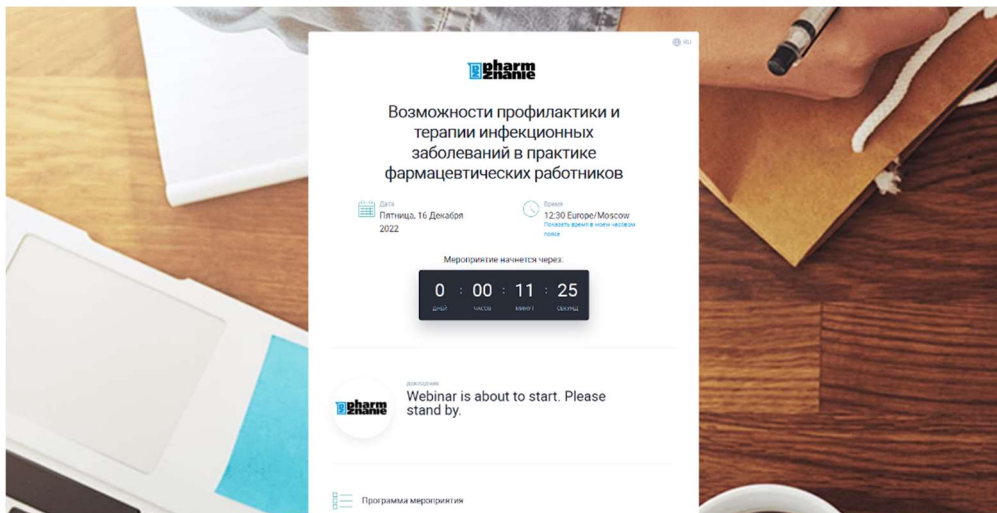 RU
pharm
znanie
Возможности профилактики и
терапии инфекционных
заболеваний в практике
фармацевтических работников
Дата
Пятница, 16 Декабря
2022
Время
12:30 Europe/Moscow
Показать время в моем часовом
поясе
Мероприятие начнется через:
0 : 00 : 11 : 25
ДНЕЙ ЧАСОВ МИНУТ СЕКУНД
докладчик
Webinar is about to start. Please
stand by.
pharm
znanie
Программа мероприятия